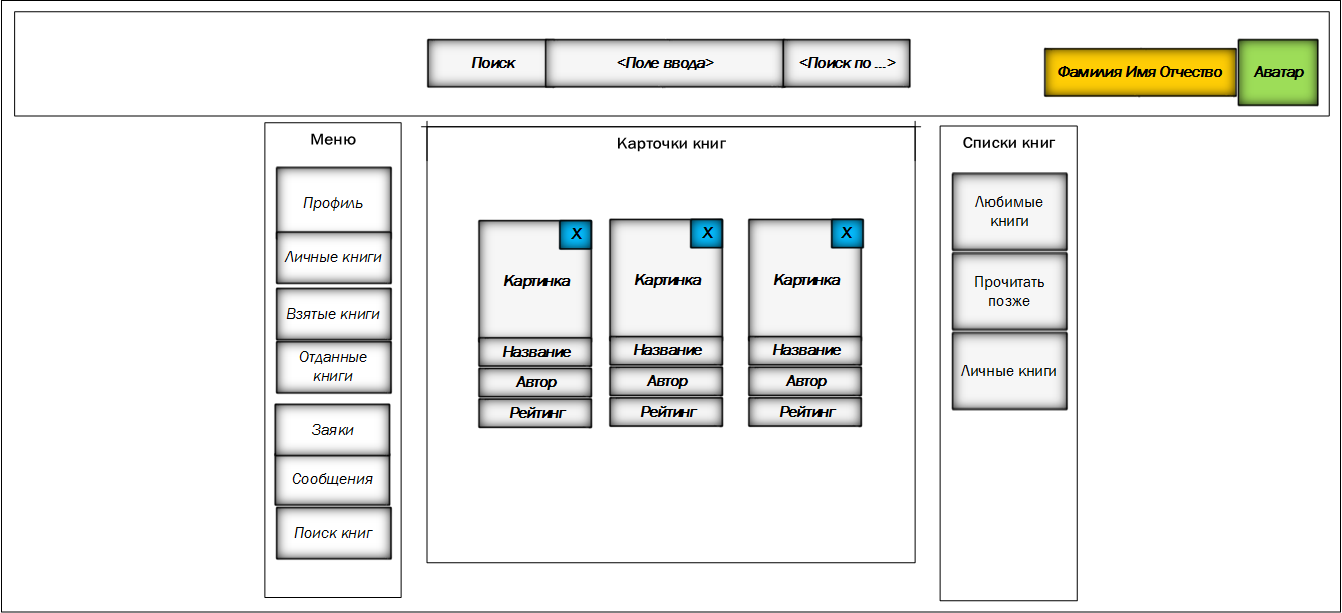 Поиск
<Поле ввода>
<Поиск по ...>
Фамилия Имя Отчество
Аватар
Меню
Профиль
Личные книги
Взятые книги
Отданные
книги
Заяки
Сообщения
Поиск книг
Карточки книг
X
Картинка
Название
Автор
Рейтинг
X
Картинка
Название
Автор
Рейтинг
X
Картинка
Название
Автор
Рейтинг
Списки книг
Любимые
книги
Прочитать
позже
Личные книги